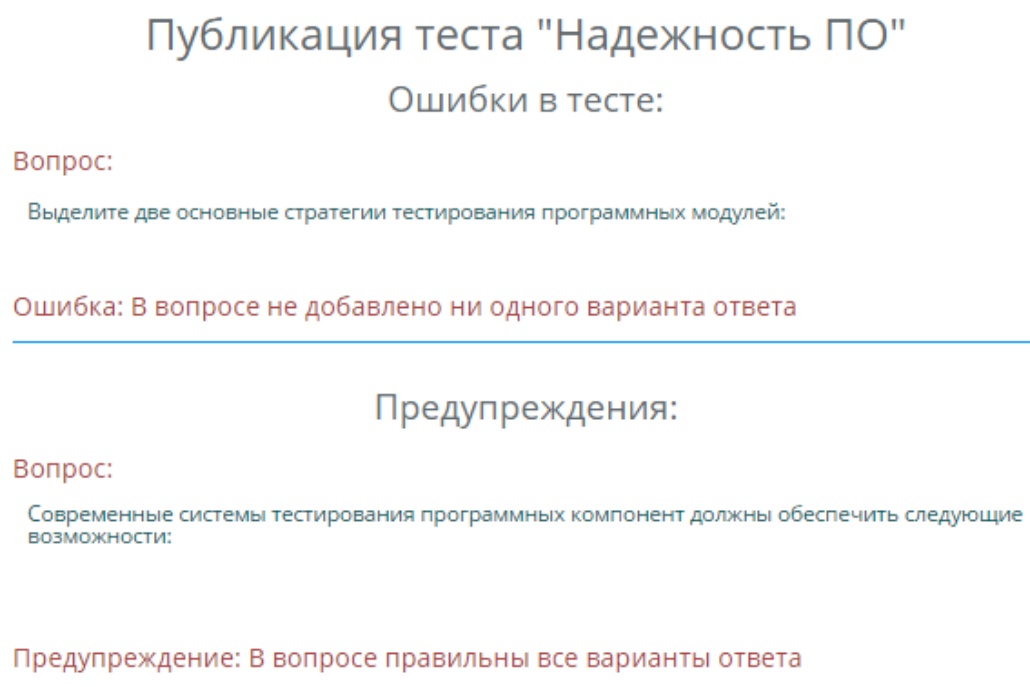 Публикация теста "Надежность ПО"
Ошибки в тесте:
Вопрос:
Выделите две основные стратегии тестирования программных модулей:
Ошибка: В вопросе не добавлено ни одного варианта ответа
Предупреждения:
Вопрос:
Современные системы тестирования программных компонент должны обеспечить следующие
возможности:
Предупреждение: В вопросе правильны все варианты ответа